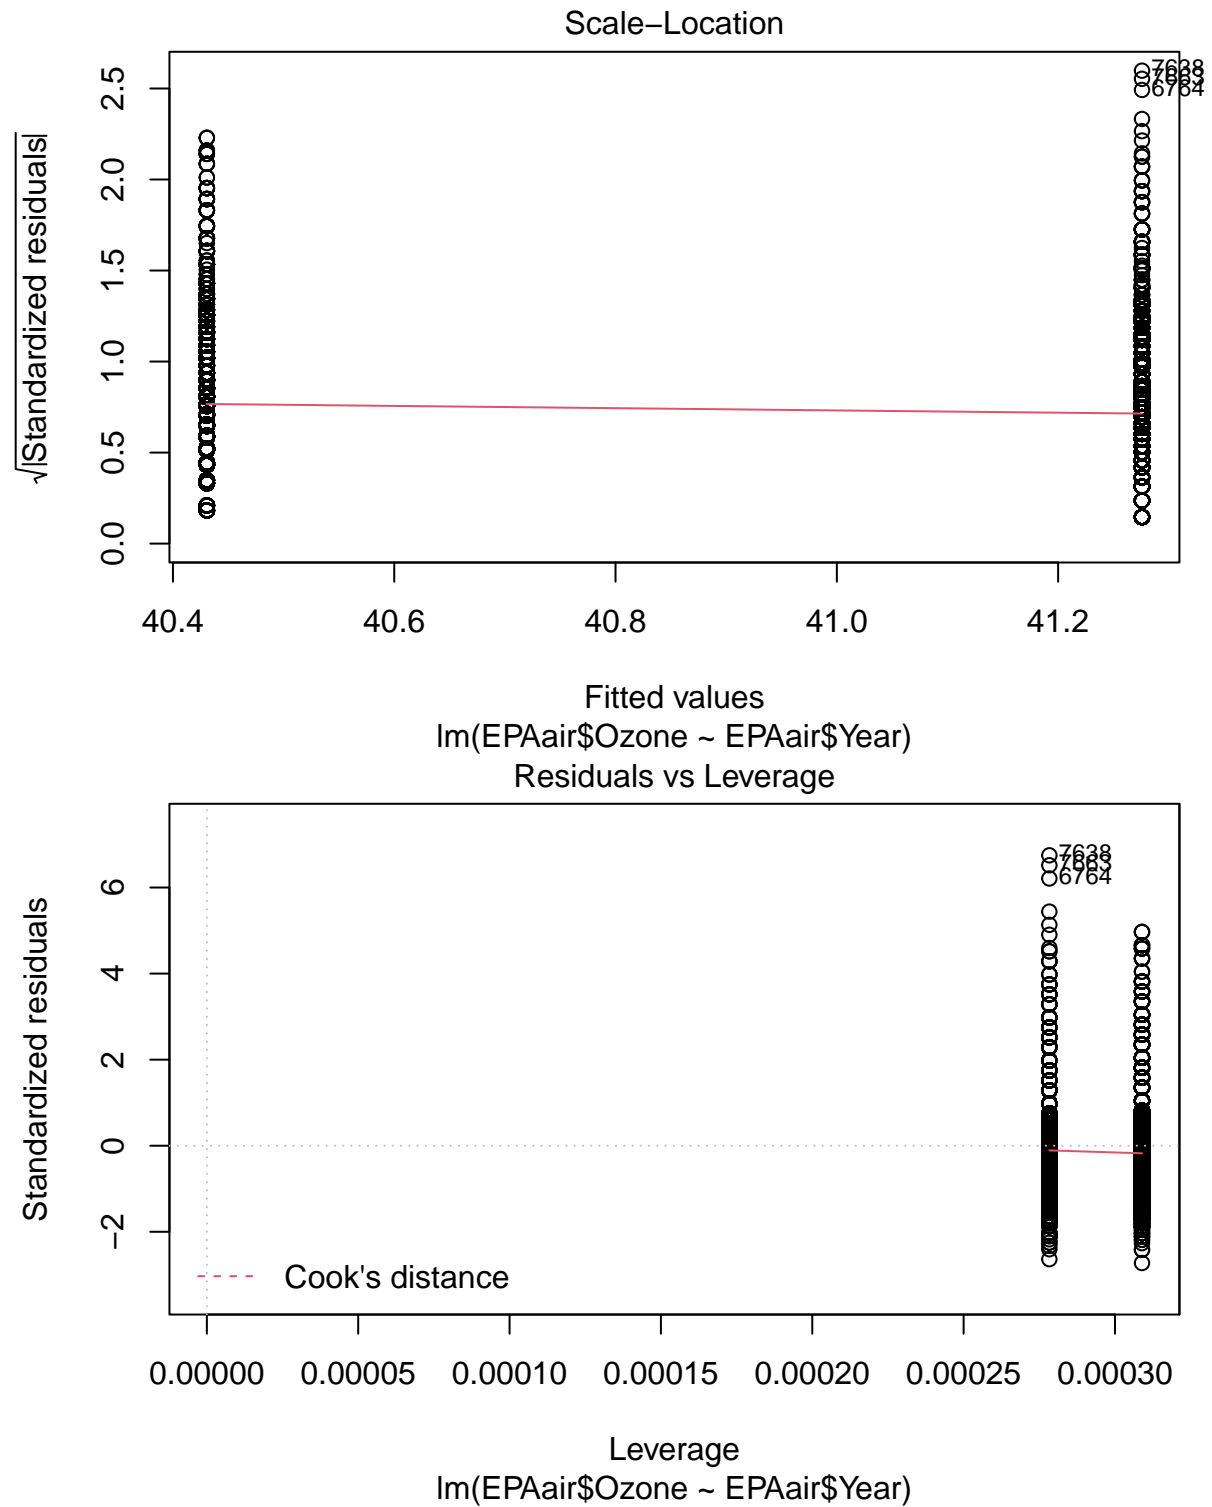 Scale−Location
√|Standardized residuals|
2.5
2.0
1.5
1.0
0.5
0.0
7638
7663
6764
40.4 40.6 40.8 41.0 41.2
Fitted values
lm(EPAair$Ozone ~ EPAair$Year)
Residuals vs Leverage
Standardized residuals
6
4
2
0
−2
7638
7663
6764
Cook's distance
0.00000 0.00005 0.00010 0.00015 0.00020 0.00025 0.00030
Leverage
lm(EPAair$Ozone ~ EPAair$Year)